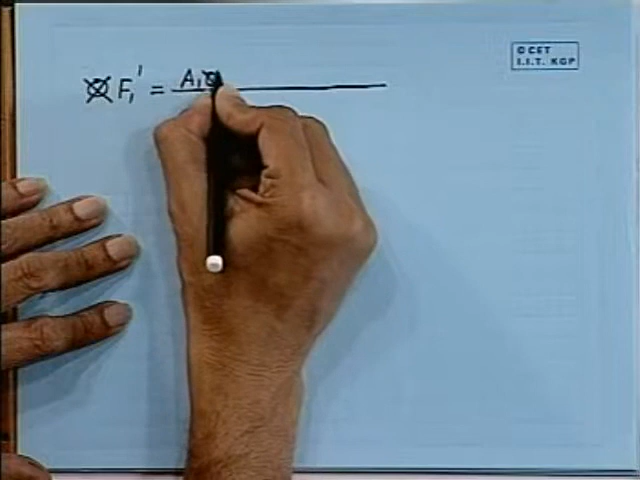 © CET
I.I.T. KGP
F₁' = A₁